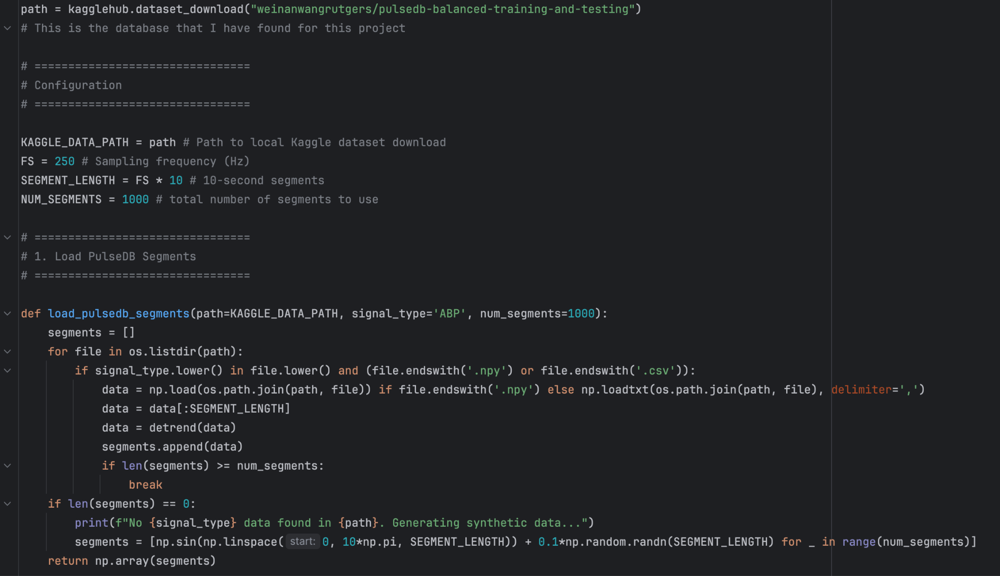 path = kagglehub.dataset_download("weinanwangrutgers/pulsedb-balanced-training-and-testing")
# This is the database that I have found for this project
# ================================
# Configuration
# ================================
KAGGLE_DATA_PATH = path # Path to local Kaggle dataset download
FS = 250 # Sampling frequency (Hz)
SEGMENT_LENGTH = FS * 10 # 10-second segments
NUM_SEGMENTS = 1000 # total number of segments to use
# ================================
# 1. Load PulseDB Segments
# ================================
def load_pulsedb_segments(path=KAGGLE_DATA_PATH, signal_type='ABP', num_segments=1000):
    segments = []
    for file in os.listdir(path):
        if signal_type.lower() in file.lower() and (file.endswith('.npy') or file.endswith('.csv')):
            data = np.load(os.path.join(path, file)) if file.endswith('.npy') else np.loadtxt(os.path.join(path, file), delimiter=',')
            data = data[:SEGMENT_LENGTH]
            data = detrend(data)
            segments.append(data)
            if len(segments) >= num_segments:
                break
    if len(segments) == 0:
        print(f"No {signal_type} data found in {path}. Generating synthetic data...")
        segments = [np.sin(np.linspace( start: 0, 10*np.pi, SEGMENT_LENGTH)) + 0.1*np.random.randn(SEGMENT_LENGTH) for _ in range(num_segments)]
    return np.array(segments)